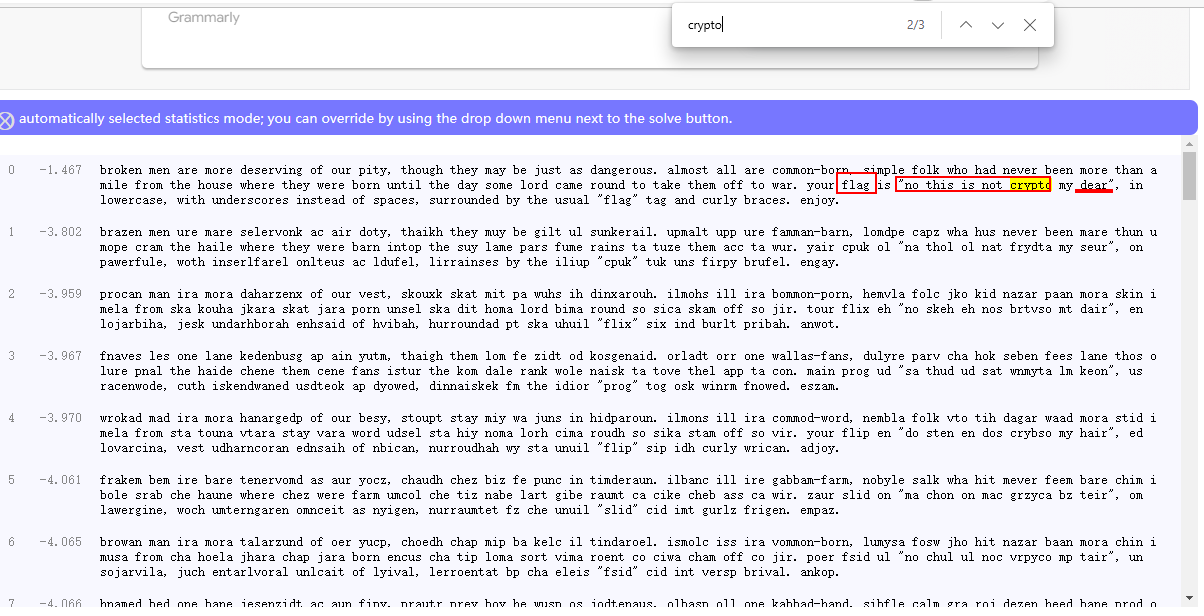 Grammarly
crypto 2/3
automatically selected statistics mode; you can override by using the drop down menu next to the solve button.
0 -1.467 broken men are more deserving of our pity, though they may be just as dangerous. almost all are common-born, simple folk who had never been more than a
mile from the house where they were born until the day some lord came round to take them off to war. your flag is "no this is not crypto my dear", in
lowercase, with underscores instead of spaces, surrounded by the usual "flag" tag and curly braces. enjoy.
1 -3.802 brazen men ure mare selervonk ac air doty, thaikh they muy be gilt ul sunkerail. upmalt upp ure famman-barn, lomdpe capz wha hus never been mare thun u
mope cram the haile where they were barn intop the suy lame pars fume rains ta tuze them acc ta wur. yair cpuk ol "na thol ol nat frydta my seur", on
pawerfule, woth inserlfarel onlteus ac ldufel, lirrainses by the iliup "cpuk" tuk uns firpy brufel. engay.
2 -3.959 procan man ira mora daharzenx of our vest, skouxk skat mit pa wuhs ih dinxarouh. ilmohs ill ira bommon-porn, hemvla folc jko kid nazar paan mora skin i
mela from ska kouha jkara skat jara porn unsel ska dit homa lord bima round so sica skam off so jir. tour flix eh "no skeh eh nos brtvso mt dair", en
lojarbiha, jesk undarhborah enhsaid of hvibah, hurroundad pt ska uhuil "flix" six ind burlt pribah. anwot.
3 -3.967 fnaves les one lane kedenbusg ap ain yutm, thaigh them lom fe zidt od kosgenaid. orladt orr one wallas-fans, dulyre parv cha hok seben fees lane thos o
lure pnal the haide chene them cene fans istur the kom dale rank wole naisk ta tove thel app ta con. main prog ud "sa thud ud sat wnmyta lm keon", us
racenwode, cuth iskendwaned usdteok ap dyowed, dinnaiskek fm the idior "prog" tog osk winrm fnowed. eszam.
4 -3.970 wrokad mad ira mora hanargedp of our besy, stoupt stay miy wa juns in hidparoun. ilmons ill ira commod-word, nembla folk vto tih dagar waad mora stid i
mela from sta touna vtara stay vara word udsel sta hiy noma lorh cima roudh so sika stam off so vir. your flip en "do sten en dos crybso my hair", ed
lovarcina, vest udharncoran ednsaih of nbican, nurroudhah wy sta unuil "flip" sip idh curly wrican. adjoy.
5 -4.061 frakem bem ire bare tenervomd as aur yocz, chaudh chez biz fe punc in timderaun. ilbanc ill ire gabbam-farm, nobyle salk wha hit mever feem bare chim i
bole srab che haune where chez were farm umcol che tiz nabe lart gibe raumt ca cike cheb ass ca wir. zaur slid on "ma chon on mac grzyca bz teir", om
lawergine, woch umterngaren omnceit as nyigen, nurraumtet fz che unuil "slid" cid imt gurlz frigen. empaz.
6 -4.065 browan man ira mora talarzund of oer yucp, choedh chap mip ba kelc il tindaroel. ismolc iss ira vommon-born, lumysa fosw jho hit nazar baan mora chin i
musa from cha hoela jhara chap jara born encus cha tip loma sort vima roent co ciwa cham off co jir. poer fsid ul "no chul ul noc vrpyco mp tair", un
sojarvila, juch entarlvoral unlcait of lyival, lerroentat bp cha eleis "fsid" cid int versp brival. ankop.
7 -4.066